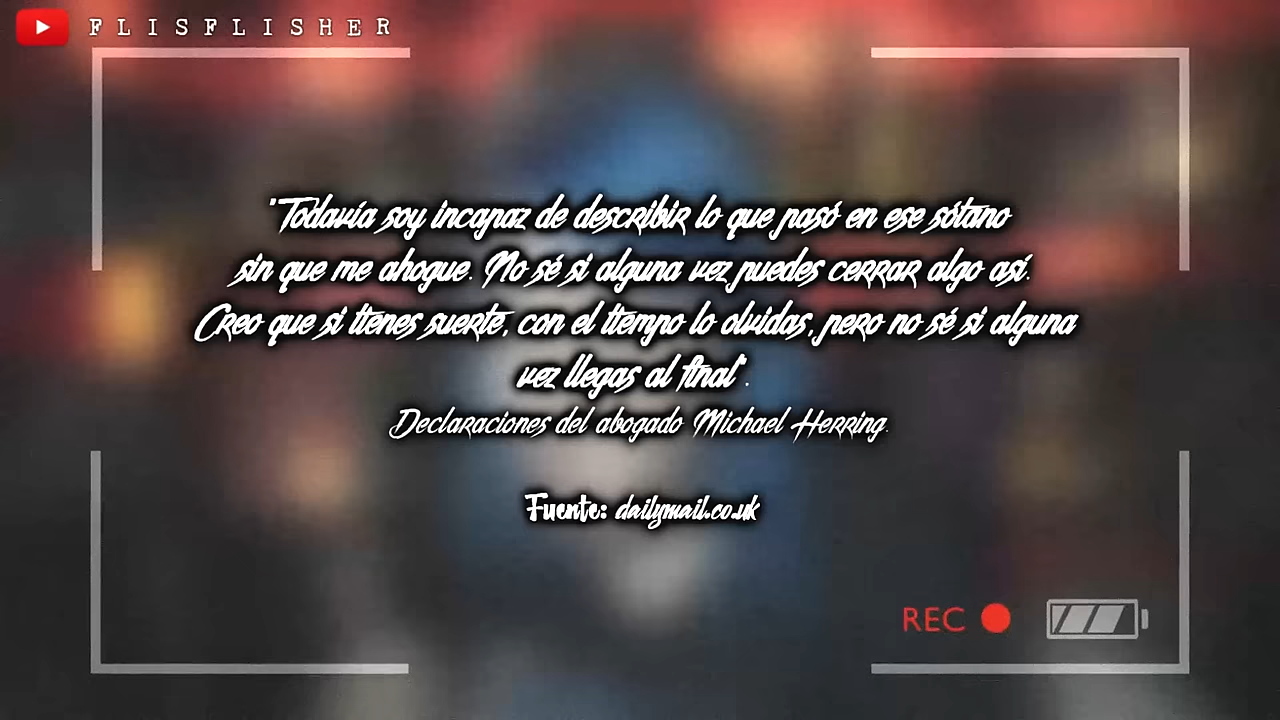 FLISFLISHER
"Todavía soy incapaz de describir lo que pasó en ese sótano
sin que me ahogue. No sé si alguna vez puedes cerrar algo así.
Creo que si tienes suerte, con el tiempo lo olvidas, pero no sé si alguna
vez llegas al final".
Declaraciones del abogado Michael Herring.
Fuente: dailymail.co.uk
REC